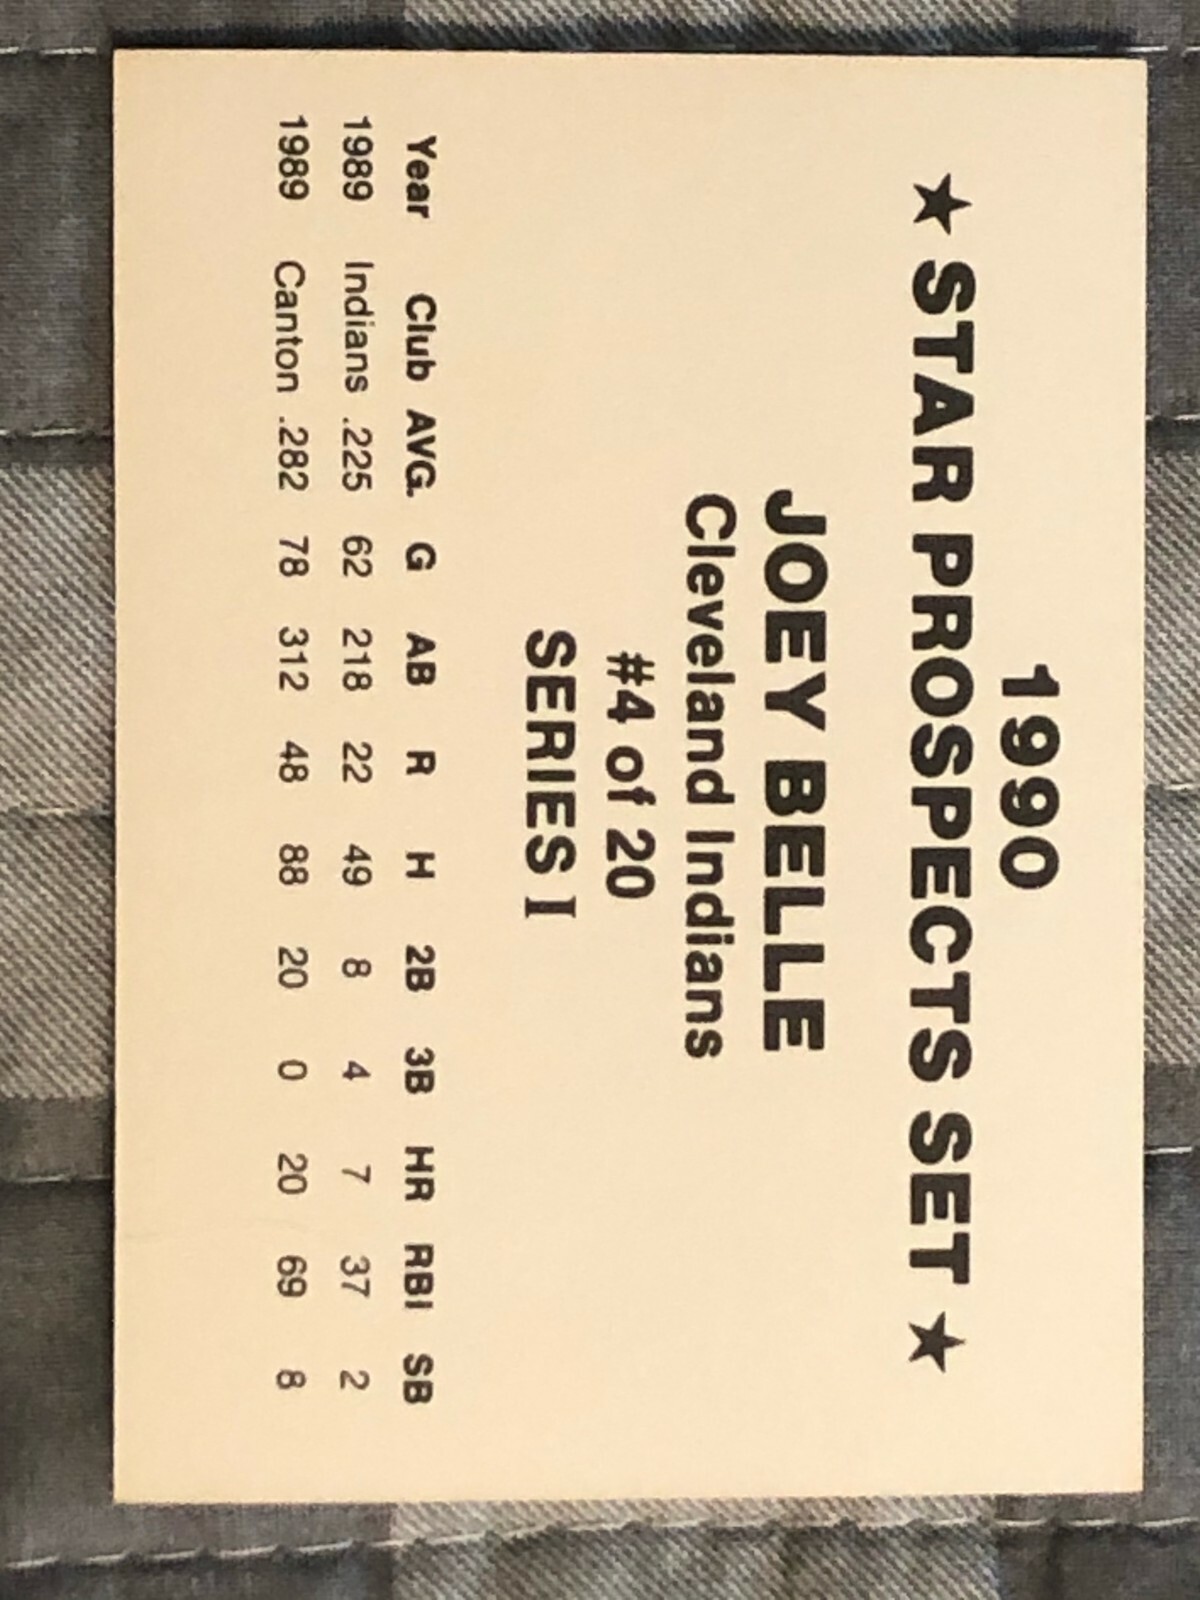 1990
★ STAR PROSPECTS SET ★
JOEY BELLE
Cleveland Indians
#4 of 20
SERIES I
Year Club AVG. G AB R H 2B 3B HR RBI SB
1989 Indians .225 62 218 22 49 8 4 7 37 2
1989 Canton .282 78 312 48 88 20 0 20 69 8